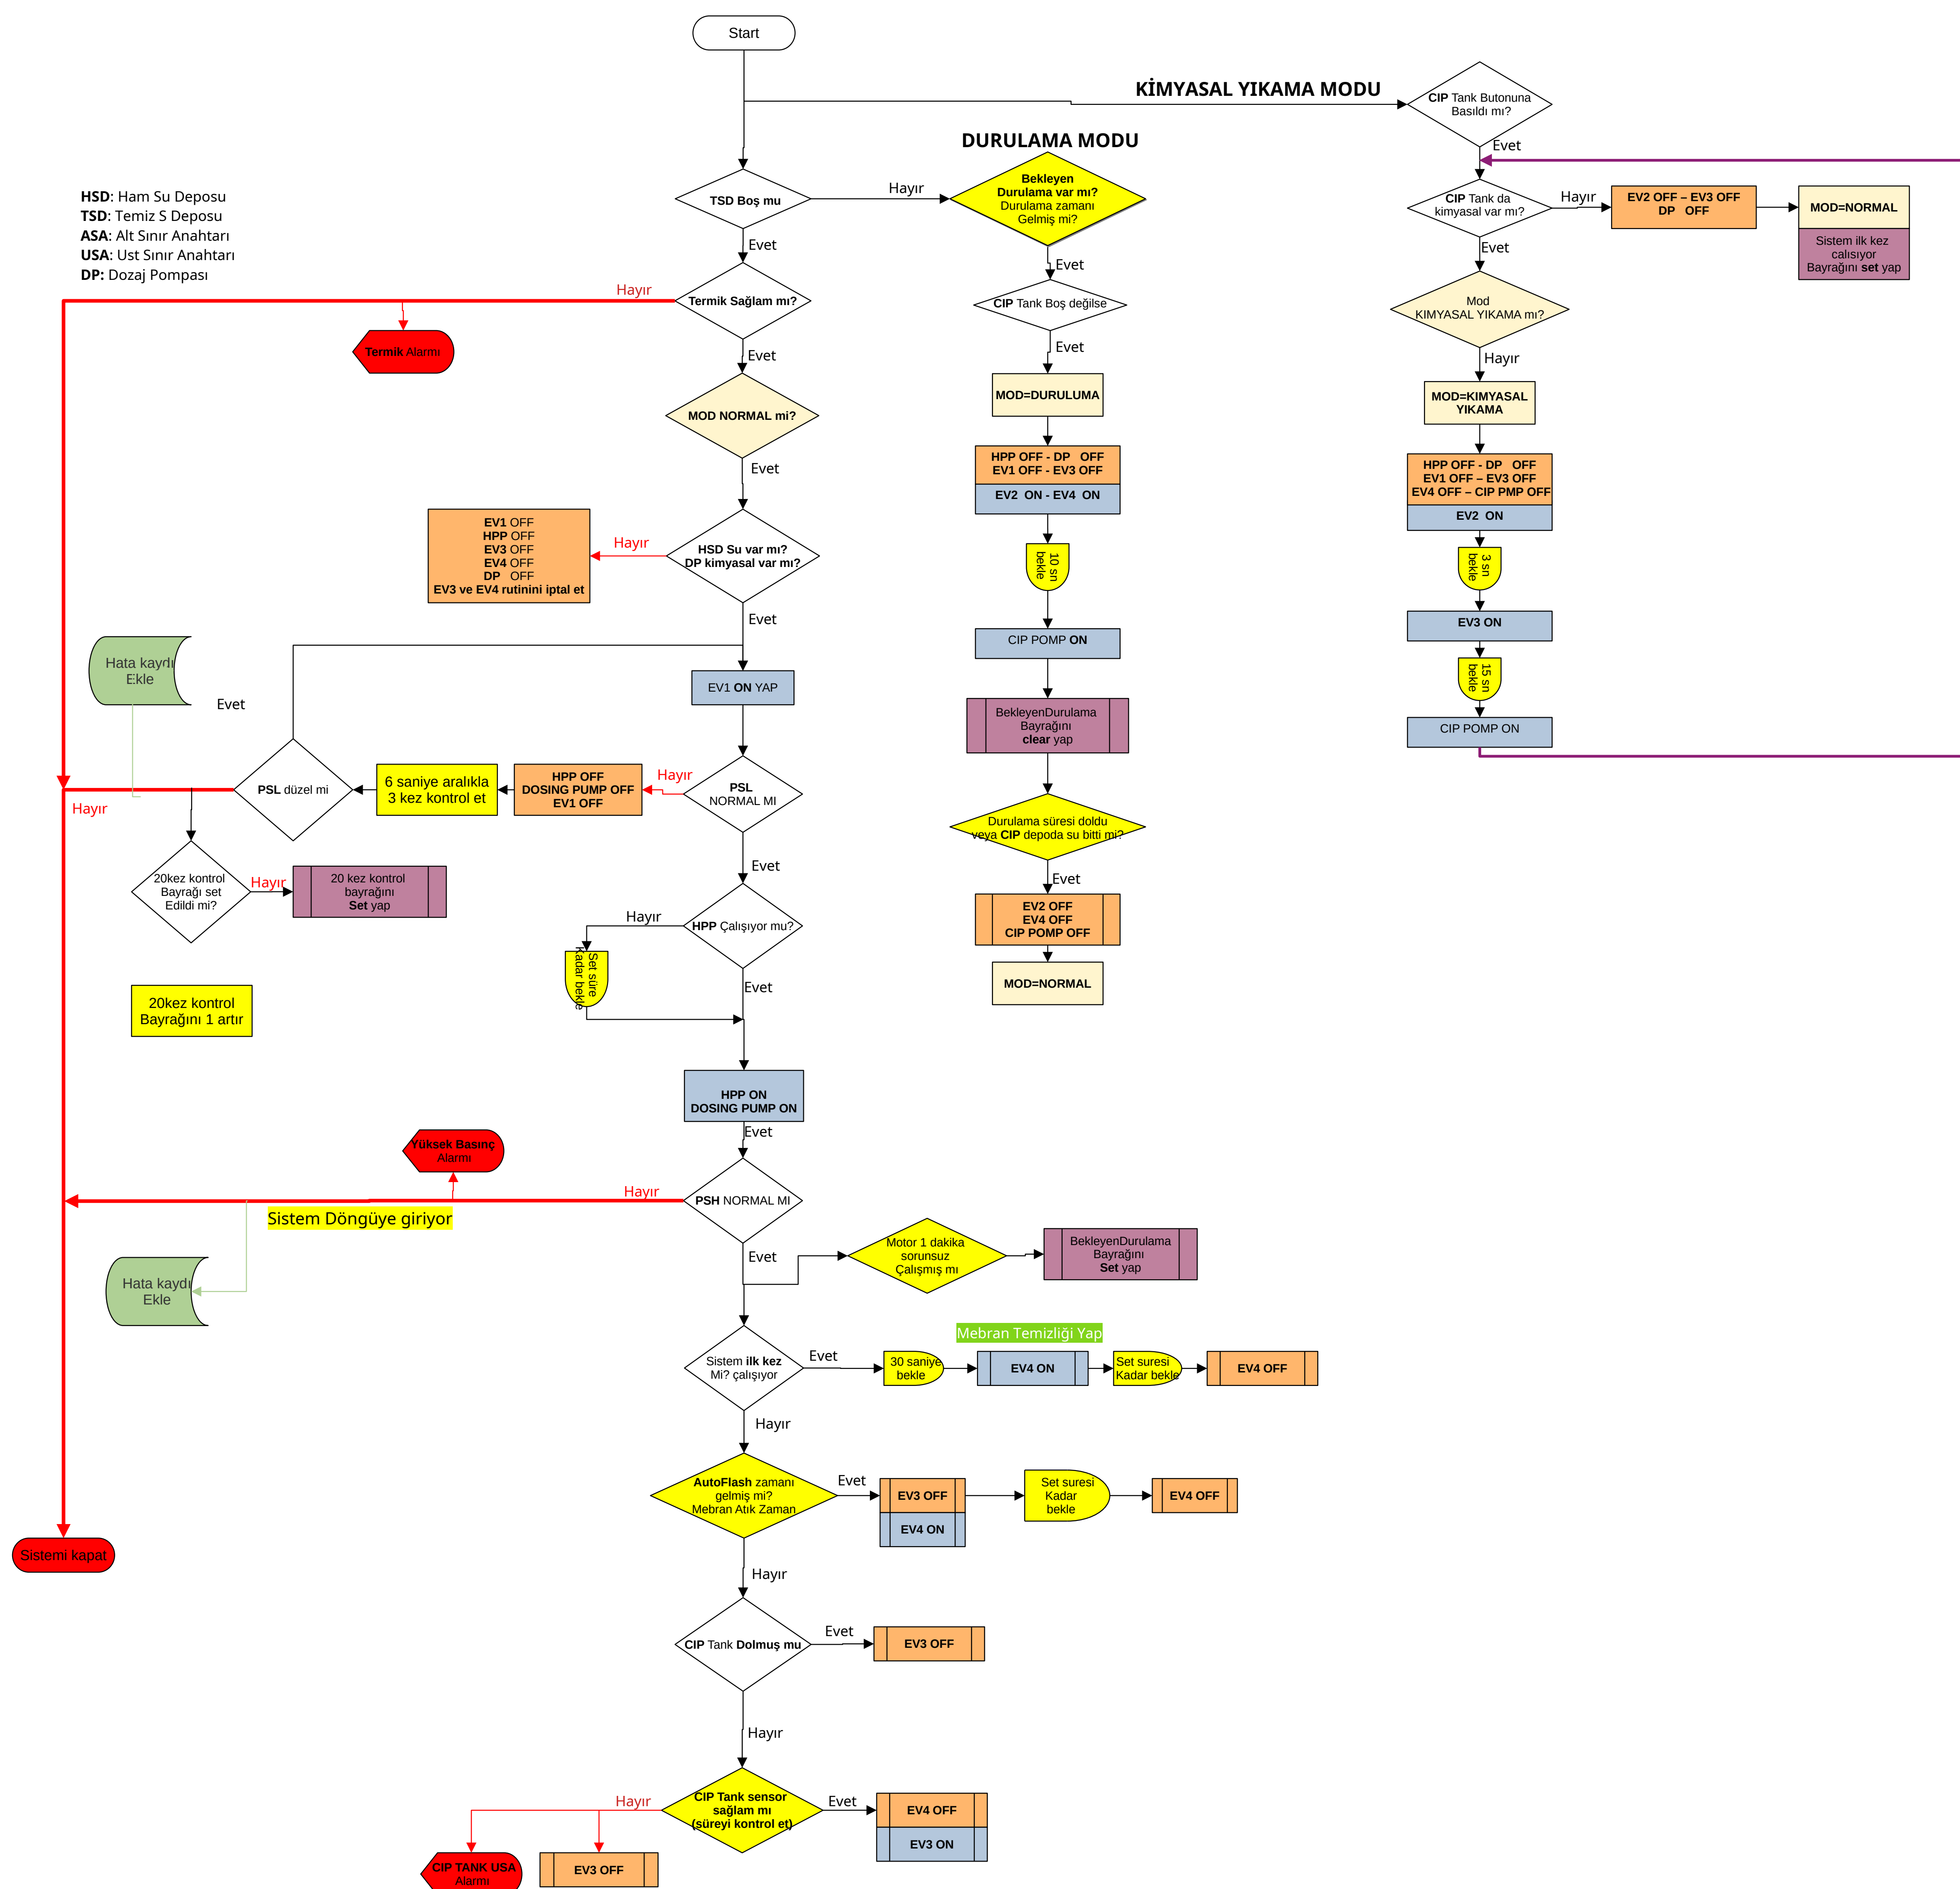 Start
KİMYASAL YIKAMA MODU
CIP Tank Butonuna
Basıldı mı?
Evet
DURULAMA MODU
HSD: Ham Su Deposu
TSD: Temiz S Deposu
ASA: Alt Sınır Anahtarı
USA: Ust Sınır Anahtarı
DP: Dozaj Pompası
TSD Boş mu
Hayır
Evet
Bekleyen
Durulama var mı?
Durulama zamanı
Gelmiş mi?
Evet
CIP Tank da
kimyasal var mı?
Hayır
Evet
EV2 OFF – EV3 OFF
DP   OFF
MOD=NORMAL
Sistem ilk kez
calısıyor
Bayrağını set yap
Hayır
Termik Sağlam mı?
Evet
Termik Alarmı
CIP Tank Boş değilse
Evet
Mod
KIMYASAL YIKAMA mı?
Hayır
MOD NORMAL mi?
Evet
MOD=DURULUMA
MOD=KIMYASAL
YIKAMA
HPP OFF - DP   OFF
EV1 OFF - EV3 OFF
EV2  ON - EV4  ON
HPP OFF - DP   OFF
EV1 OFF – EV3 OFF
EV4 OFF – CIP PMP OFF
EV2  ON
EV1 OFF
HPP OFF
EV3 OFF
EV4 OFF
DP   OFF
EV3 ve EV4 rutinini iptal et
Hayır
HSD Su var mı?
DP kimyasal var mı?
Evet
10 sn
bekle
3 sn
bekle
EV3 ON
15 sn
bekle
CIP POMP ON
CIP POMP ON
Hata kaydı
Ekle
Evet
EV1 ON YAP
BekleyenDurulama
Bayrağını
clear yap
PSL düzel mi
Hayır
6 saniye aralıkla
3 kez kontrol et
HPP OFF
DOSING PUMP OFF
EV1 OFF
Hayır
PSL
NORMAL MI
Evet
Durulama süresi doldu
veya CIP depoda su bitti mi?
Evet
20kez kontrol
Bayrağı set
Edildi mi?
Hayır
20 kez kontrol
bayrağını
Set yap
Hayır
HPP Çalışıyor mu?
Evet
Set süre
Kadar bekle
EV2 OFF
EV4 OFF
CIP POMP OFF
MOD=NORMAL
20kez kontrol
Bayrağını 1 artır
HPP ON
DOSING PUMP ON
Evet
Yüksek Basınç
Alarmı
Hayır
PSH NORMAL MI
Evet
Sistem Döngüye giriyor
Motor 1 dakika
sorunsuz
Çalışmış mı
BekleyenDurulama
Bayrağını
Set yap
Hata kaydı
Ekle
Mebran Temizliği Yap
Sistem ilk kez
Mi? çalışıyor
Evet
30 saniye
bekle
EV4 ON
Set suresi
Kadar bekle
EV4 OFF
Hayır
AutoFlash zamanı
gelmiş mi?
Mebran Atık Zaman
Evet
EV3 OFF
EV4 ON
Set suresi
Kadar
bekle
EV4 OFF
Sistemi kapat
Hayır
CIP Tank Dolmuş mu
Evet
EV3 OFF
Hayır
CIP Tank sensor
sağlam mı
(süreyi kontrol et)
Hayır
Evet
EV4 OFF
EV3 ON
CIP TANK USA
Alarmı
EV3 OFF